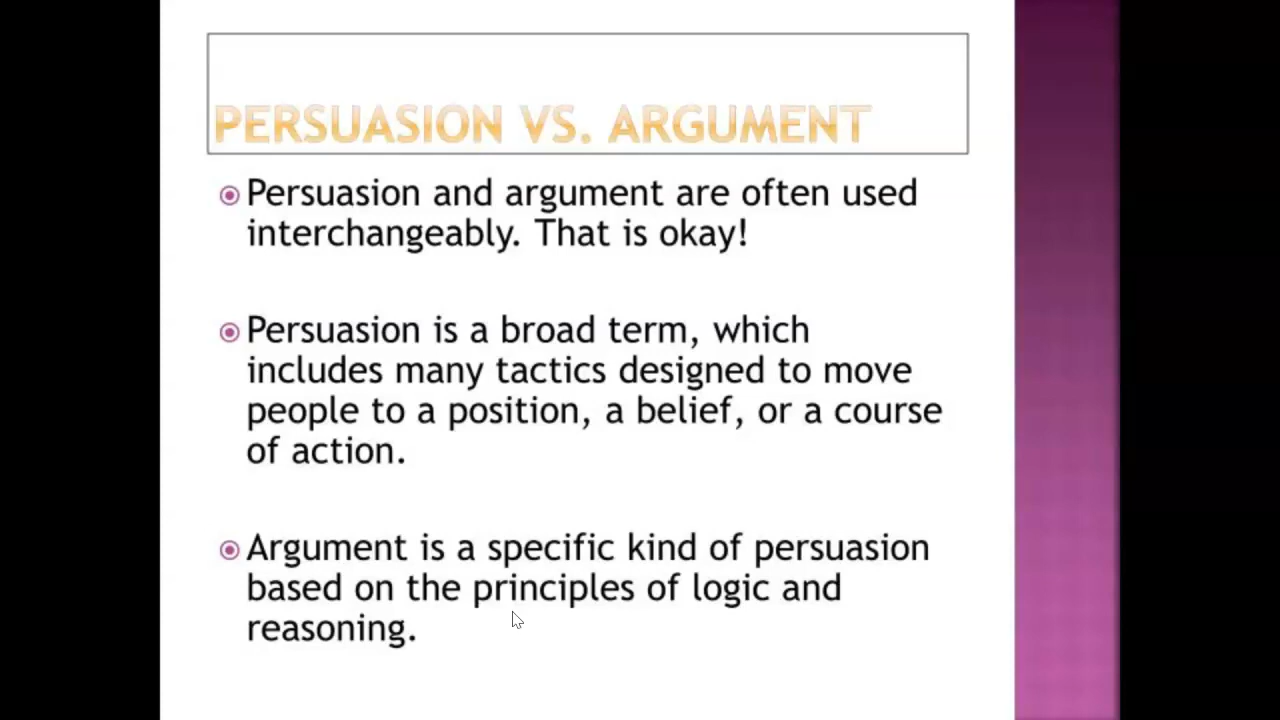 PERSUASION VS. ARGUMENT
Persuasion and argument are often used
interchangeably. That is okay!
Persuasion is a broad term, which
includes many tactics designed to move
people to a position, a belief, or a course
of action.
Argument is a specific kind of persuasion
based on the principles of logic and
reasoning.